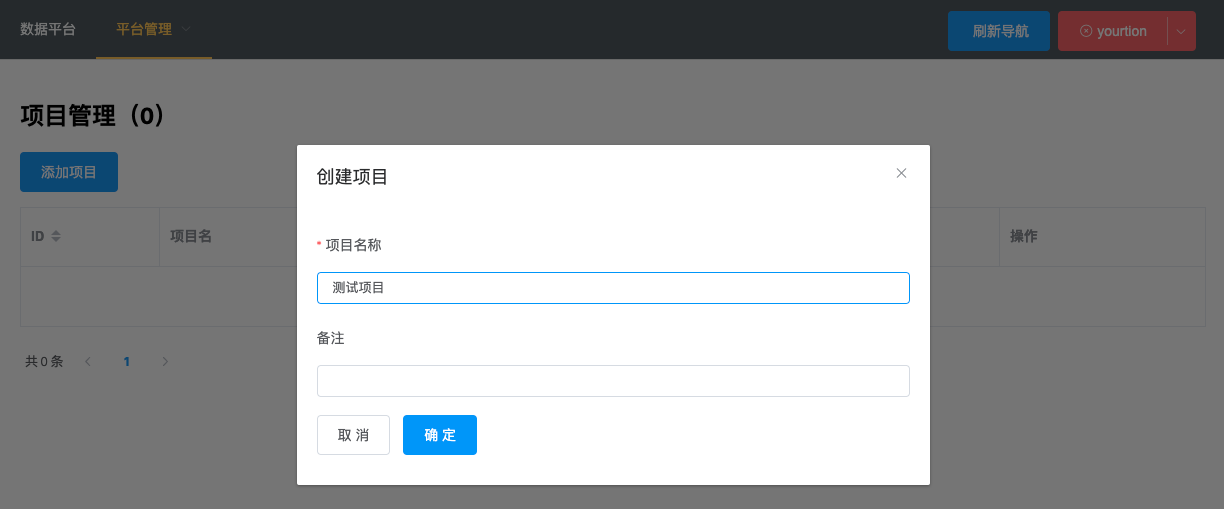 数据平台 平台管理 刷新导航 yourtion
项目管理（0）
添加项目
创建项目
ID 项目名 操作
* 项目名称
测试项目
备注
共 0 条 1
取 消 确 定